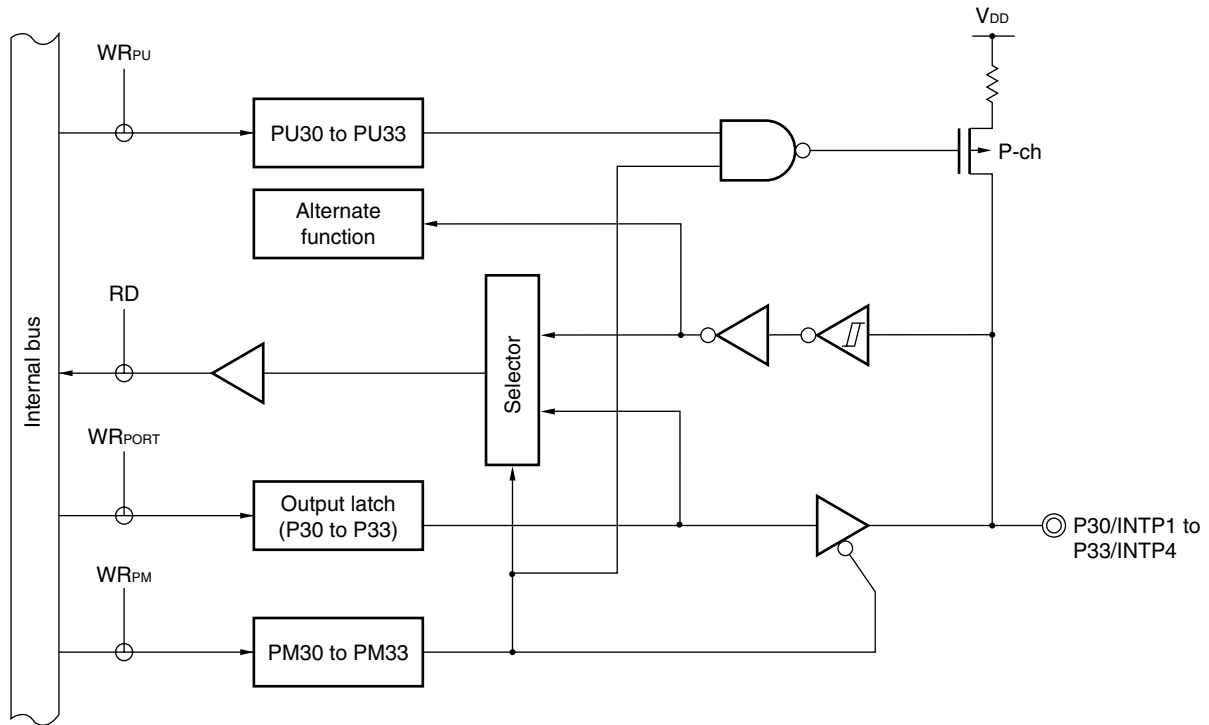 VDD
WRPU
PU30 to PU33
P-ch
Alternate
function
RD
Selector
Internal bus
WRPORT
Output latch
(P30 to P33)
P30/INTP1 to
P33/INTP4
WRPM
PM30 to PM33